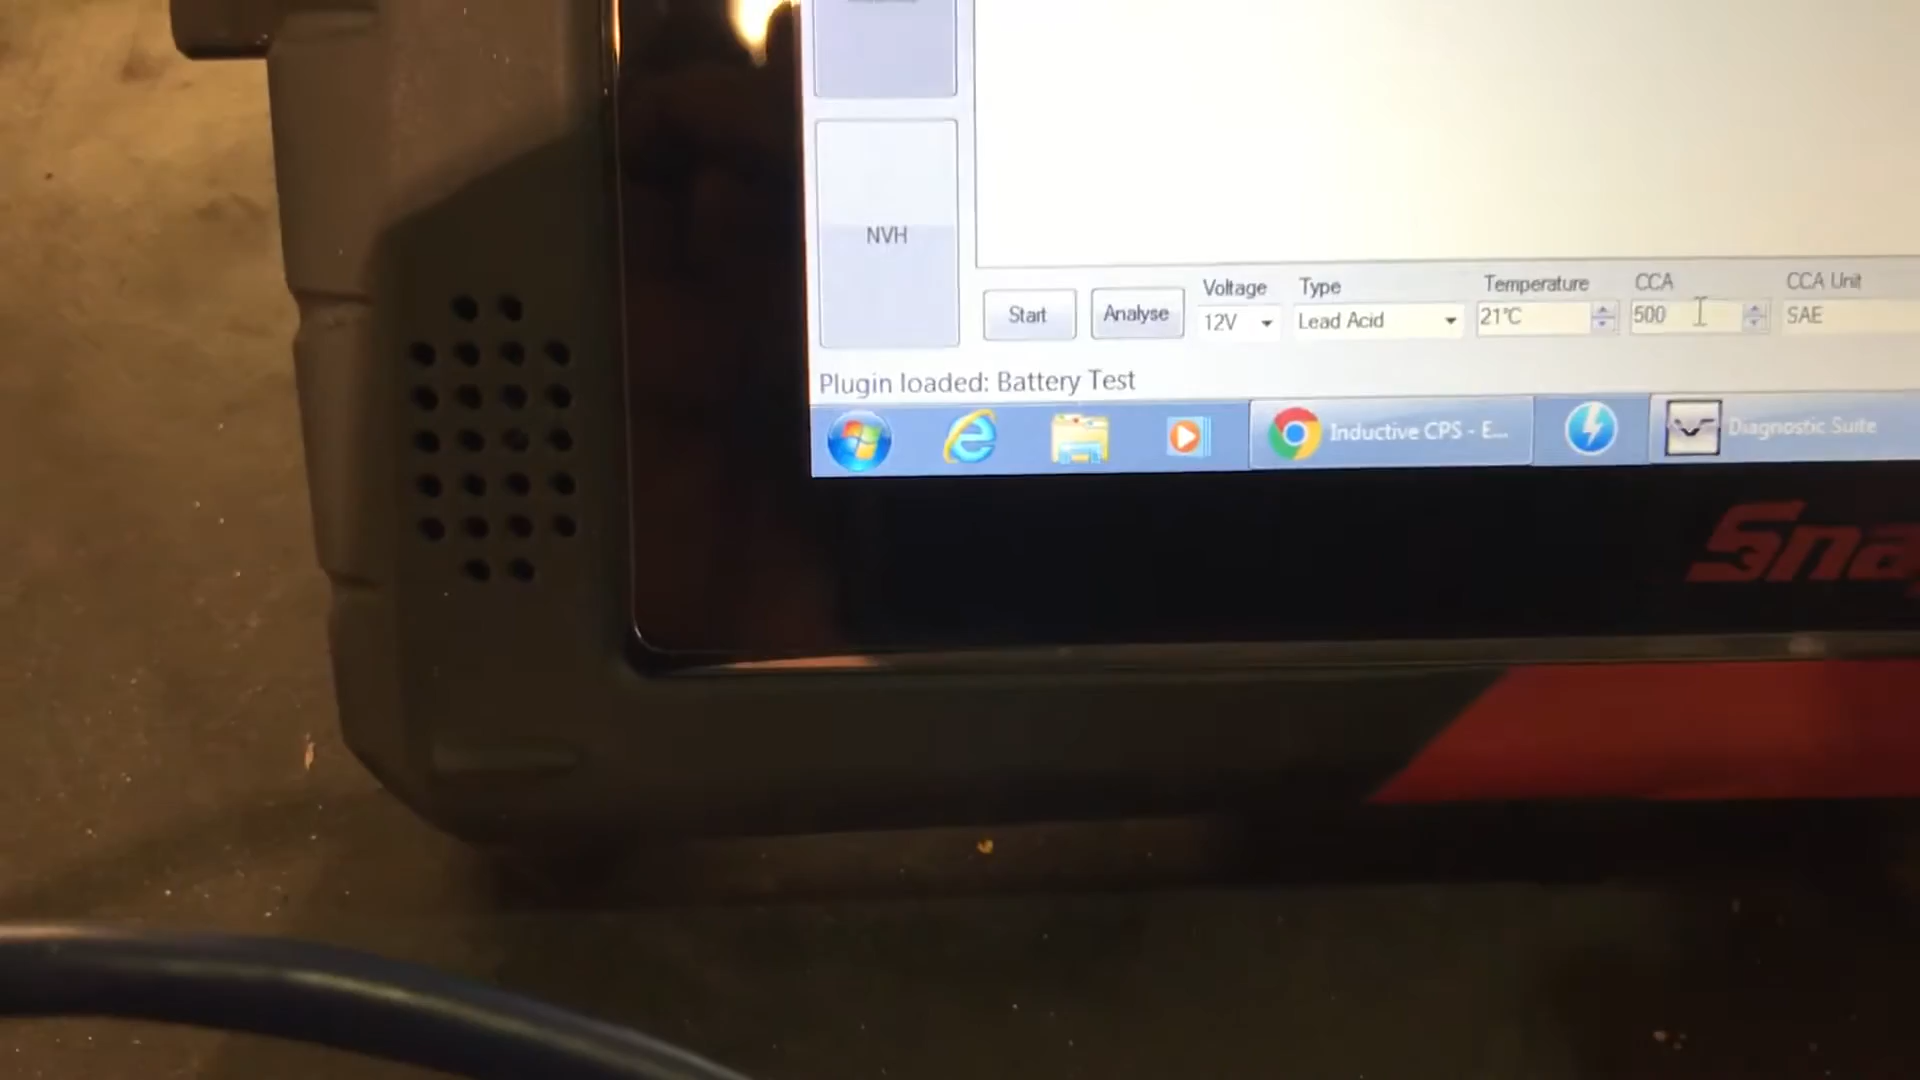 NVH
Start
Analyse
Voltage
12V
Type
Lead Acid
Temperature
21°C
CCA
500
CCA Unit
SAE
Plugin loaded: Battery Test
Inductive CPS - E...
Diagnostic Suite
Sna